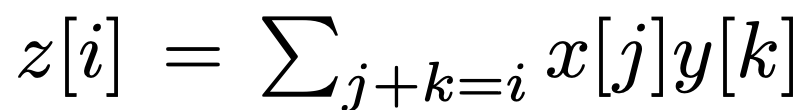 z[i] = ∑_{j+k=i} x[j]y[k]